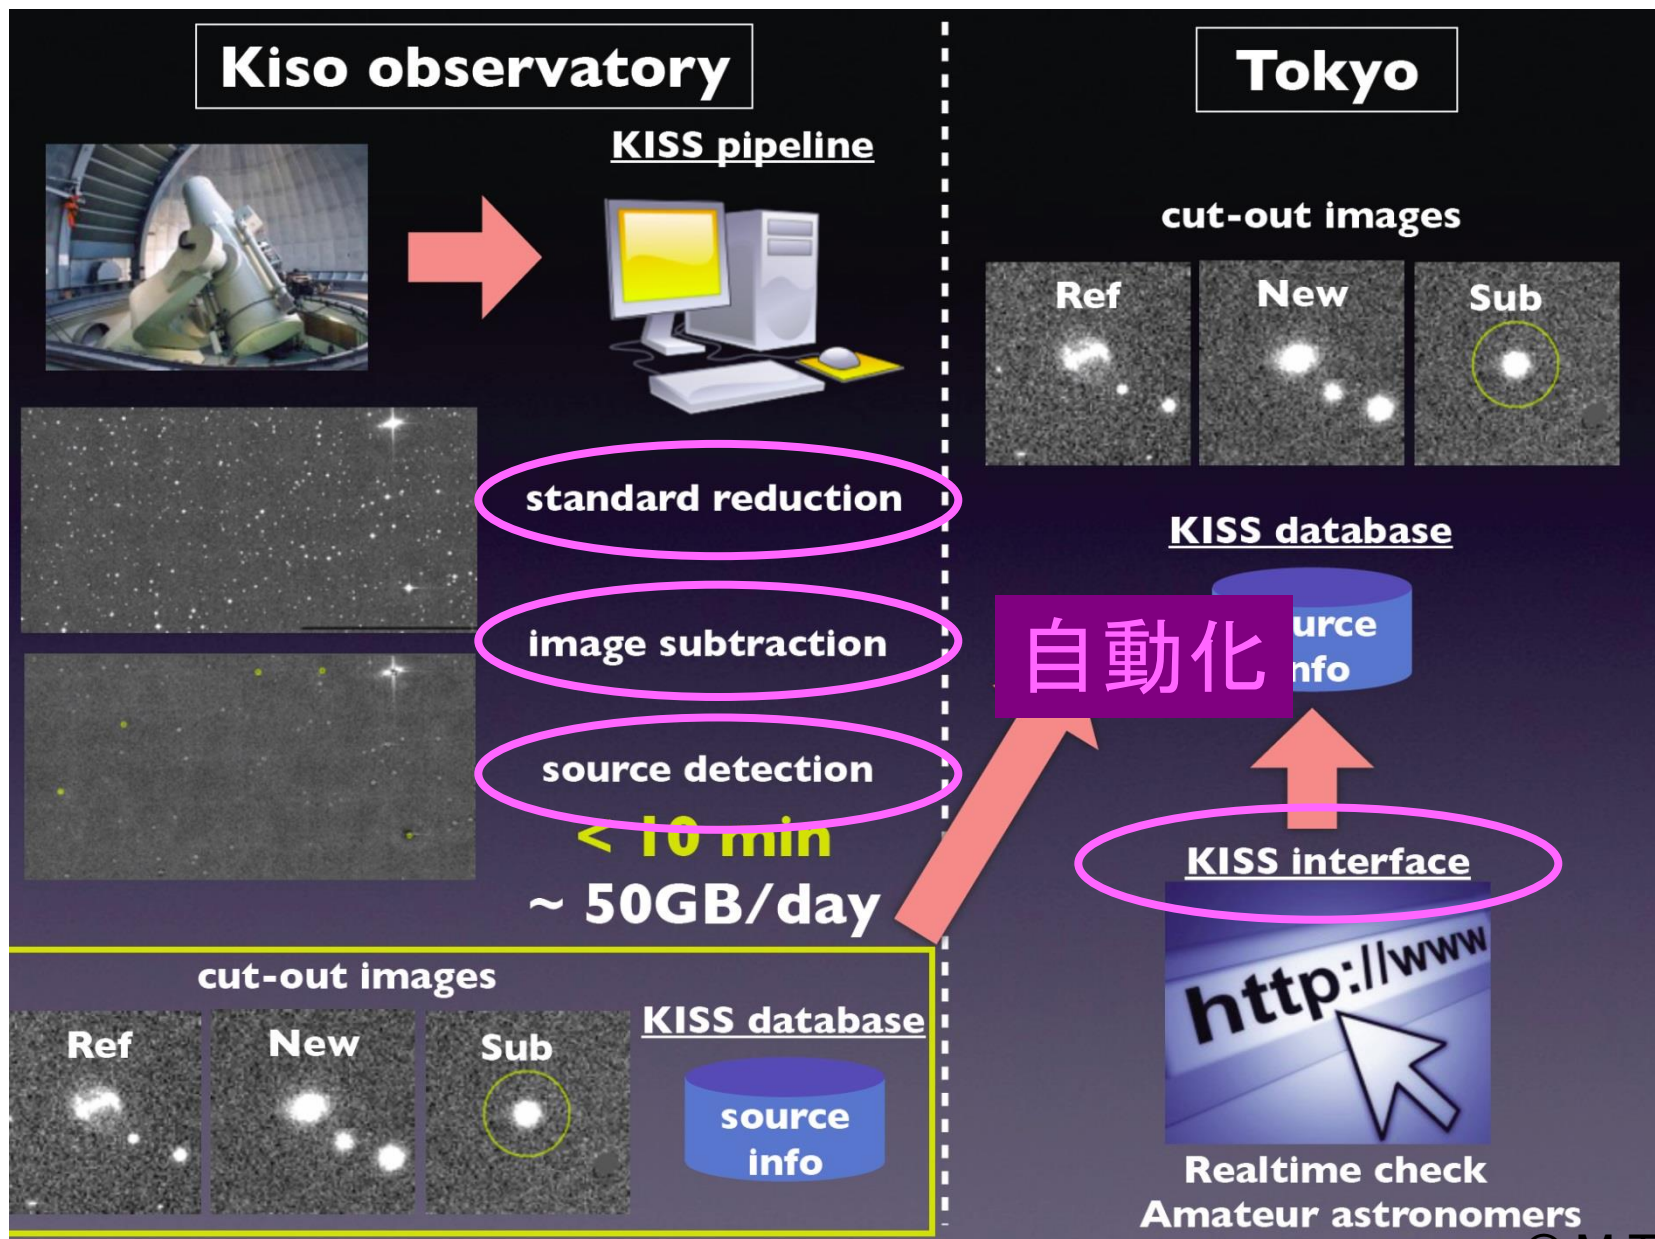 Kiso observatory
KISS pipeline
standard reduction
image subtraction
source detection
< 10 min
~ 50GB/day
cut-out images
Ref
New
Sub
KISS database
source
info
Tokyo
cut-out images
Ref
New
Sub
KISS database
自動化
KISS interface
http://www
Realtime check
Amateur astronomers